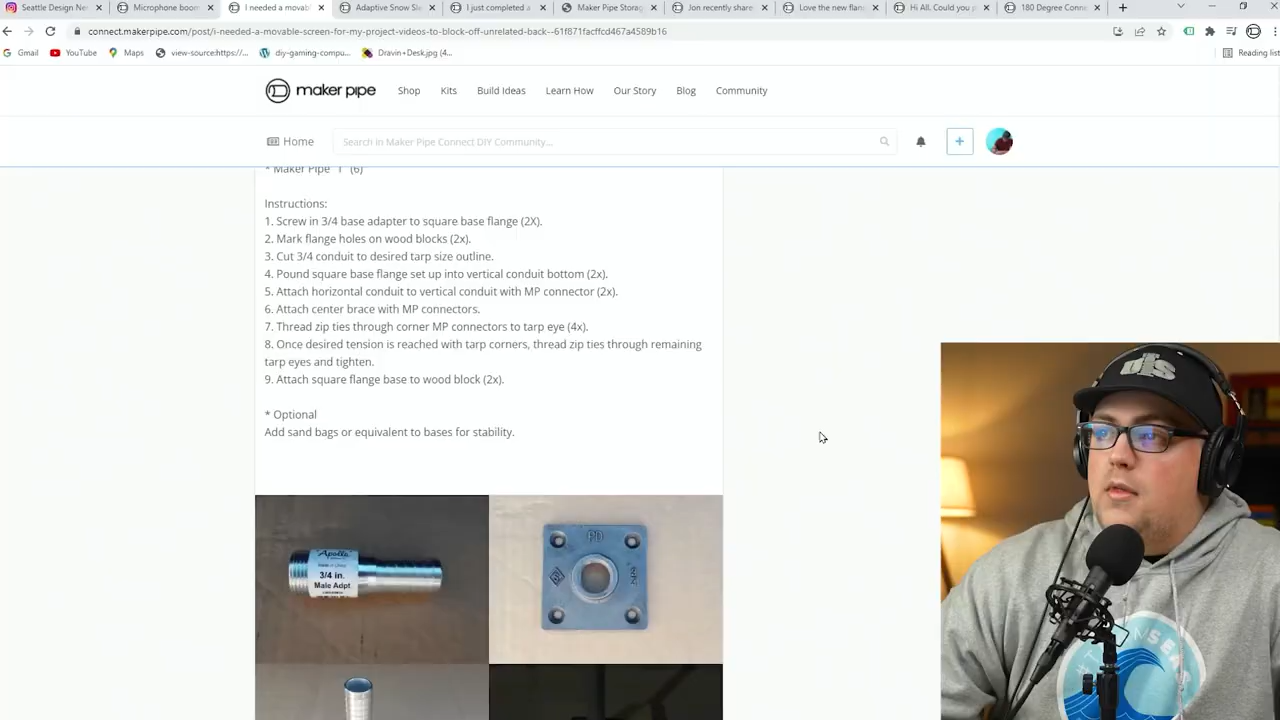 Seattle Design Ne
Microphone boom
I needed a movab
Adaptive Snow Sle
I just completed a
Maker Pipe Storag
Jon recently share
Love the new flan
Hi All. Could you p
180 Degree Conne
connect.makerpipe.com/post/i-needed-a-movable-screen-for-my-project-videos-to-block-off-unrelated-back--61f871facffcd467a4589b16
Gmail
YouTube
Maps
view-source:https://...
diy-gaming-compu...
Dravin+Desk.jpg (4...
Reading list
maker pipe
Shop
Kits
Build Ideas
Learn How
Our Story
Blog
Community
Home
Search in Maker Pipe Connect DIY Community...
* Maker Pipe "T" (6)
Instructions:
1. Screw in 3/4 base adapter to square base flange (2X).
2. Mark flange holes on wood blocks (2x).
3. Cut 3/4 conduit to desired tarp size outline.
4. Pound square base flange set up into vertical conduit bottom (2x).
5. Attach horizontal conduit to vertical conduit with MP connector (2x).
6. Attach center brace with MP connectors.
7. Thread zip ties through corner MP connectors to tarp eye (4x).
8. Once desired tension is reached with tarp corners, thread zip ties through remaining
tarp eyes and tighten.
9. Attach square flange base to wood block (2x).
* Optional
Add sand bags or equivalent to bases for stability.
Apollo
3/4 in.
Male Adpt
PD
dis